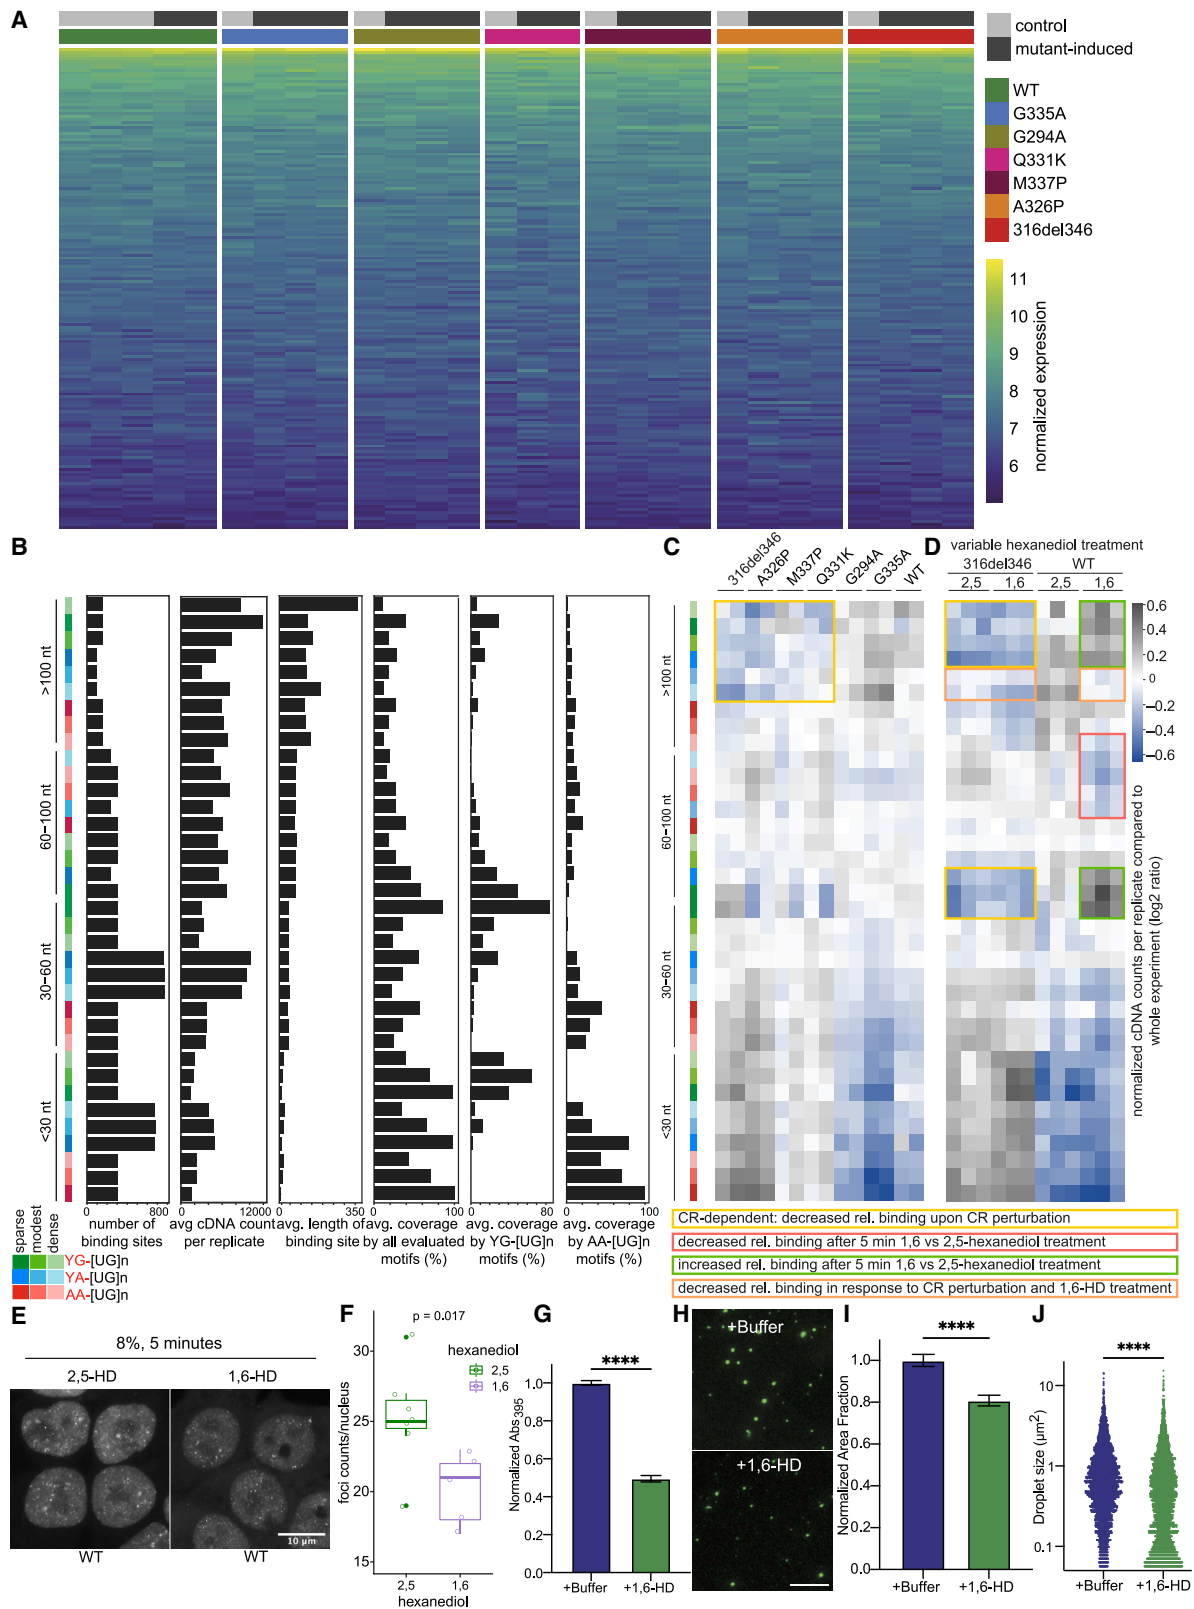 A
control
mutant-induced
WT
G335A
G294A
Q331K
M337P
A326P
316del346
11
10
9
8
7
6
normalized expression
B
>100 nt
60–100 nt
30–60 nt
<30 nt
0 800
number of
binding sites
0 12000
avg cDNA count
per replicate
0 350
avg. length of
binding site
0 100
avg. coverage
by all evaluated
motifs (%)
0 80
avg. coverage
by YG-[UG]n
motifs (%)
0 100
avg. coverage
by AA-[UG]n
motifs (%)
sparse
modest
dense
YG-[UG]n
YA-[UG]n
AA-[UG]n
C
316del346
A326P
M337P
Q331K
G294A
G335A
WT
>100 nt
60–100 nt
30–60 nt
<30 nt
D
variable hexanediol treatment
316del346 WT
2,5 1,6 2,5 1,6
0.6
0.4
0.2
0
−0.2
−0.4
−0.6
normalized cDNA counts per replicate compared to
whole experiment (log2 ratio)
CR-dependent: decreased rel. binding upon CR perturbation
decreased rel. binding after 5 min 1,6 vs 2,5-hexanediol treatment
increased rel. binding after 5 min 1,6 vs 2,5-hexanediol treatment
decreased rel. binding in response to CR perturbation and 1,6-HD treatment
E
8%, 5 minutes
2,5-HD 1,6-HD
10 μm
WT WT
F
p = 0.017
hexanediol
2,5
1,6
foci counts/nucleus
30
25
20
15
2,5 1,6
hexanediol
G
****
Normalized Abs395
1.0
0.8
0.6
0.4
0.2
0.0
+Buffer +1,6-HD
H
+Buffer
+1,6-HD
I
****
Normalized Area Fraction
1.0
0.5
0.0
+Buffer +1,6-HD
J
****
Droplet size (μm2)
10
1
0.1
+Buffer +1,6-HD